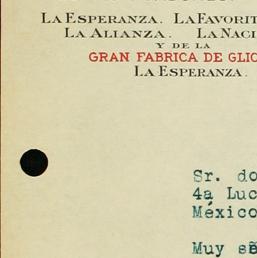 LA ESPERANZA. LA FAVORIT
LA ALIANZA. LA NACI
Y DE LA
GRAN FABRICA DE GLIC
LA ESPERANZA.
Sr. do
4a Luc
México
Muy se